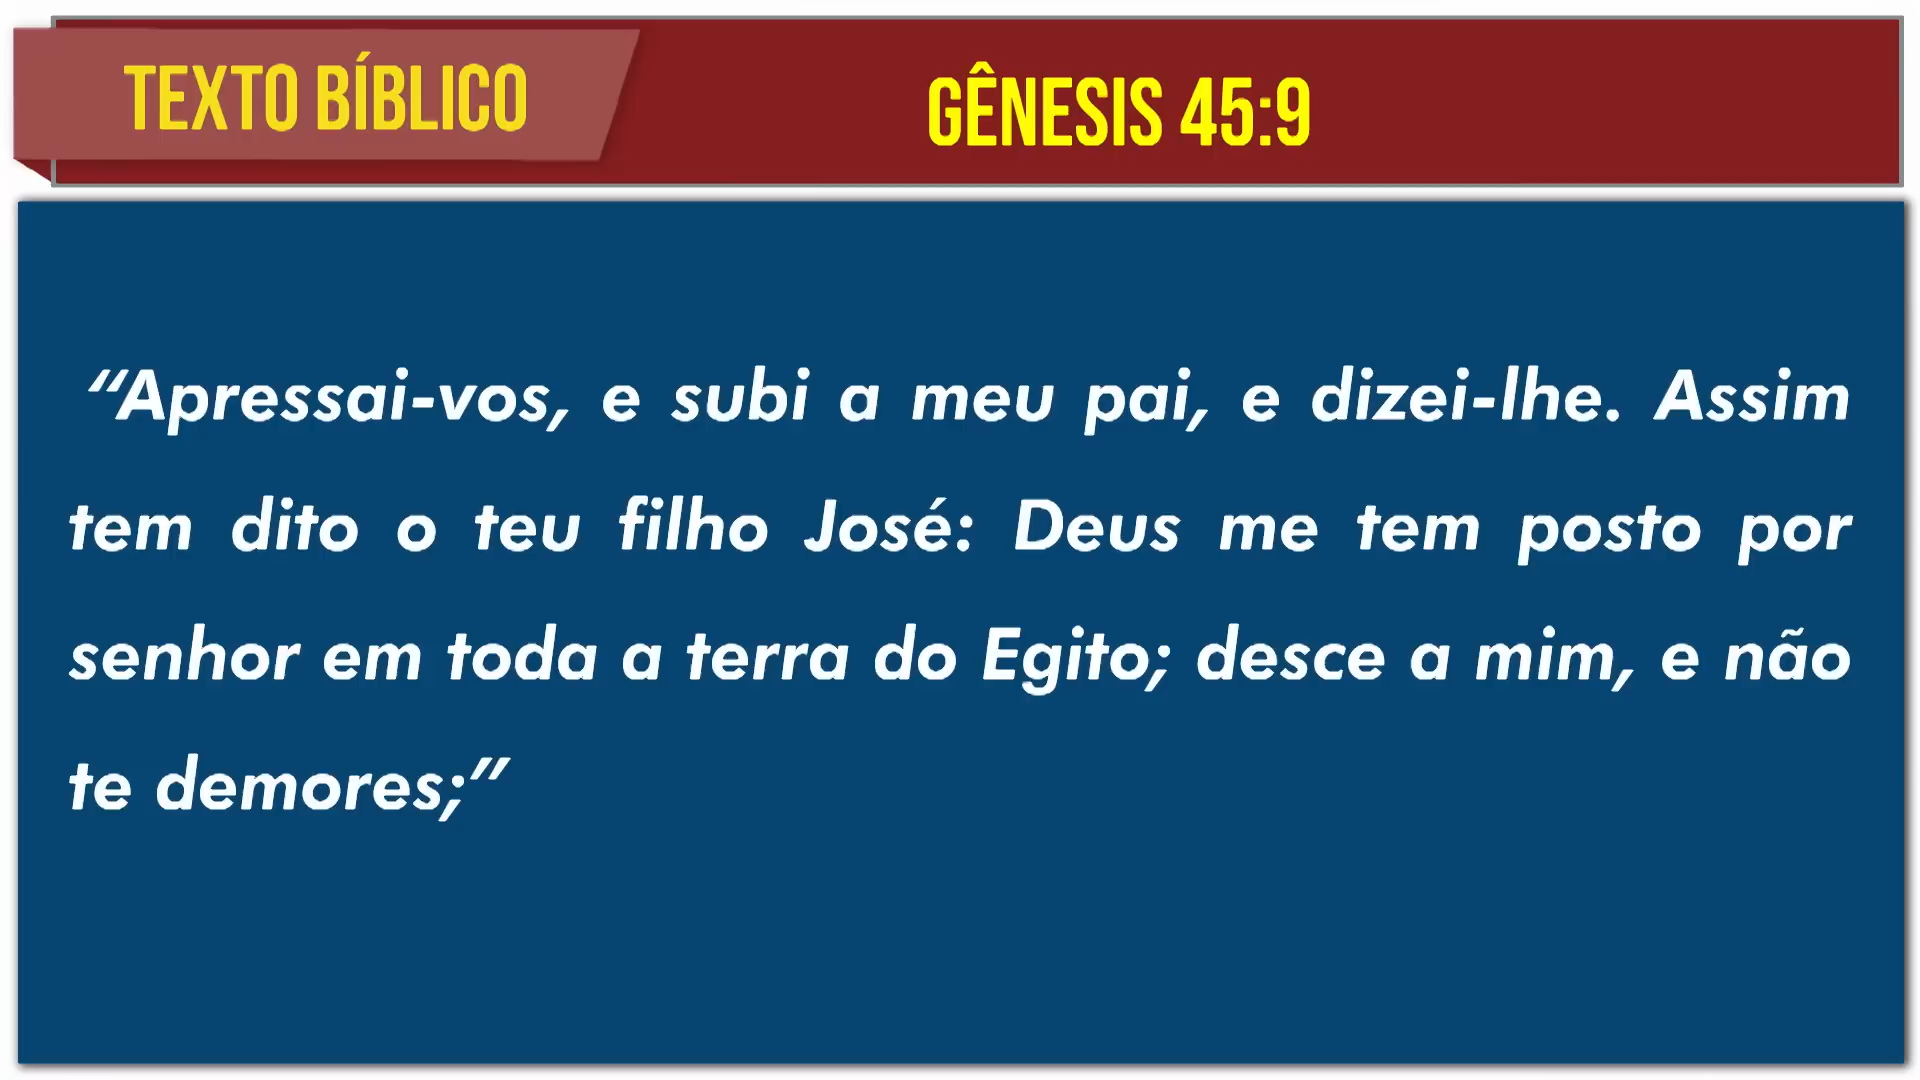 TEXTO BÍBLICO
GÊNESIS 45:9
“Apressai-vos, e subi a meu pai, e dizei-lhe. Assim
tem dito o teu filho José: Deus me tem posto por
senhor em toda a terra do Egito; desce a mim, e não
te demores;”